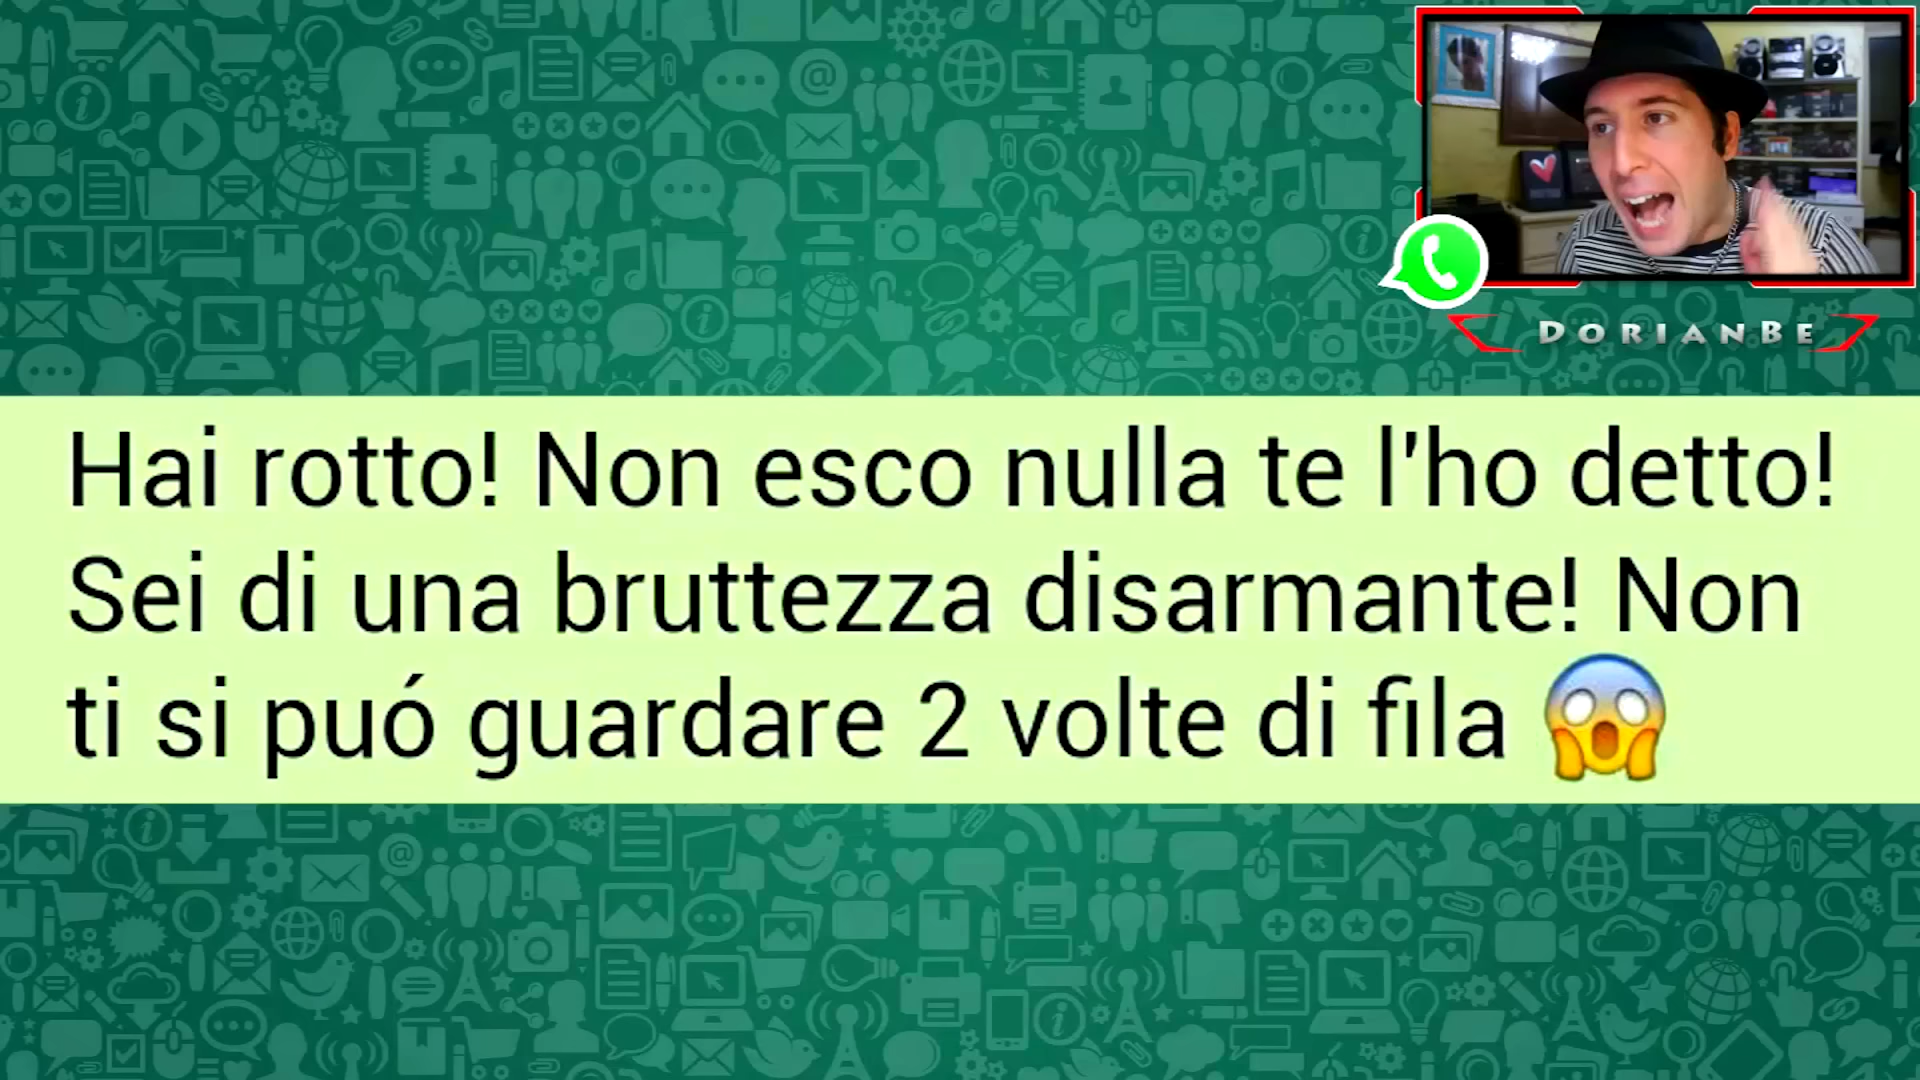 DORIANBE
Hai rotto! Non esco nulla te l'ho detto!
Sei di una bruttezza disarmante! Non
ti si puó guardare 2 volte di fila 😱